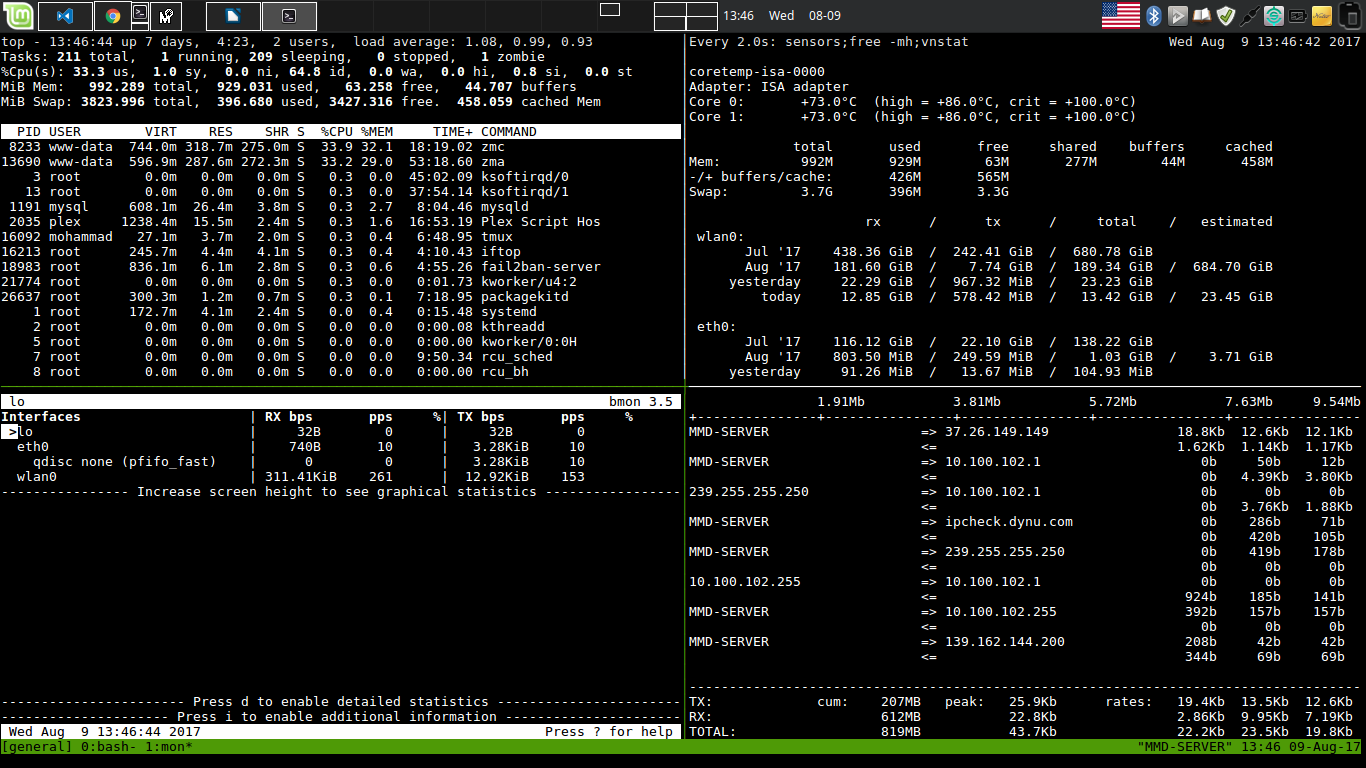 13:46 Wed 08-09
top - 13:46:44 up 7 days,  4:23,  2 users,  load average: 1.08, 0.99, 0.93
Tasks: 211 total,   1 running, 209 sleeping,   0 stopped,   1 zombie
%Cpu(s): 33.3 us,  1.0 sy,  0.0 ni, 64.8 id,  0.0 wa,  0.0 hi,  0.8 si,  0.0 st
MiB Mem:   992.289 total,  929.031 used,   63.258 free,   44.707 buffers
MiB Swap: 3823.996 total,  396.680 used, 3427.316 free.  458.059 cached Mem
PID USER VIRT RES SHR S %CPU %MEM TIME+ COMMAND
8233 www-data 744.0m 318.7m 275.0m S 33.9 32.1 18:19.02 zmc
13690 www-data 596.9m 287.6m 272.3m S 33.2 29.0 53:18.60 zma
3 root 0.0m 0.0m 0.0m S 0.3 0.0 45:02.09 ksoftirqd/0
13 root 0.0m 0.0m 0.0m S 0.3 0.0 37:54.14 ksoftirqd/1
1191 mysql 608.1m 26.4m 3.8m S 0.3 2.7 8:04.46 mysqld
2035 plex 1238.4m 15.5m 2.4m S 0.3 1.6 16:53.19 Plex Script Hos
16092 mohammad 27.1m 3.7m 2.0m S 0.3 0.4 6:48.95 tmux
16213 root 245.7m 4.4m 4.1m S 0.3 0.4 4:10.43 iftop
18983 root 836.1m 6.1m 2.8m S 0.3 0.6 4:55.26 fail2ban-server
21774 root 0.0m 0.0m 0.0m S 0.3 0.0 0:01.73 kworker/u4:2
26637 root 300.3m 1.2m 0.7m S 0.3 0.1 7:18.95 packagekitd
1 root 172.7m 4.1m 2.4m S 0.0 0.4 0:15.48 systemd
2 root 0.0m 0.0m 0.0m S 0.0 0.0 0:00.08 kthreadd
5 root 0.0m 0.0m 0.0m S 0.0 0.0 0:00.00 kworker/0:0H
7 root 0.0m 0.0m 0.0m S 0.0 0.0 9:50.34 rcu_sched
8 root 0.0m 0.0m 0.0m S 0.0 0.0 0:00.00 rcu_bh
Every 2.0s: sensors;free -mh;vnstat Wed Aug  9 13:46:42 2017
coretemp-isa-0000
Adapter: ISA adapter
Core 0: +73.0°C (high = +86.0°C, crit = +100.0°C)
Core 1: +73.0°C (high = +86.0°C, crit = +100.0°C)
total used free shared buffers cached
Mem: 992M 929M 63M 277M 44M 458M
-/+ buffers/cache: 426M 565M
Swap: 3.7G 396M 3.3G
rx / tx / total / estimated
wlan0:
Jul '17 438.36 GiB / 242.41 GiB / 680.78 GiB
Aug '17 181.60 GiB / 7.74 GiB / 189.34 GiB / 684.70 GiB
yesterday 22.29 GiB / 967.32 MiB / 23.23 GiB
today 12.85 GiB / 578.42 MiB / 13.42 GiB / 23.45 GiB
eth0:
Jul '17 116.12 GiB / 22.10 GiB / 138.22 GiB
Aug '17 803.50 MiB / 249.59 MiB / 1.03 GiB / 3.71 GiB
yesterday 91.26 MiB / 13.67 MiB / 104.93 MiB
lo bmon 3.5
Interfaces | RX bps pps %| TX bps pps %
>lo | 32B 0 | 32B 0
eth0 | 740B 10 | 3.28KiB 10
qdisc none (pfifo_fast) | 0 0 | 3.28KiB 10
wlan0 | 311.41KiB 261 | 12.92KiB 153
---------------- Increase screen height to see graphical statistics -----------------
----------------------- Press d to enable detailed statistics -----------------------
--------------------- Press i to enable additional information ----------------------
Wed Aug  9 13:46:44 2017 Press ? for help
1.91Mb 3.81Mb 5.72Mb 7.63Mb 9.54Mb
MMD-SERVER => 37.26.149.149 18.8Kb 12.6Kb 12.1Kb
<= 1.62Kb 1.14Kb 1.17Kb
MMD-SERVER => 10.100.102.1 0b 50b 12b
<= 0b 4.39Kb 3.80Kb
239.255.255.250 => 10.100.102.1 0b 0b 0b
<= 0b 3.76Kb 1.88Kb
MMD-SERVER => ipcheck.dynu.com 0b 286b 71b
<= 0b 420b 105b
MMD-SERVER => 239.255.255.250 0b 419b 178b
<= 0b 0b 0b
10.100.102.255 => 10.100.102.1 0b 0b 0b
<= 924b 185b 141b
MMD-SERVER => 10.100.102.255 392b 157b 157b
<= 0b 0b 0b
MMD-SERVER => 139.162.144.200 208b 42b 42b
<= 344b 69b 69b
TX: cum: 207MB peak: 25.9Kb rates: 19.4Kb 13.5Kb 12.6Kb
RX: 612MB 22.8Kb 2.86Kb 9.95Kb 7.19Kb
TOTAL: 819MB 43.7Kb 22.2Kb 23.5Kb 19.8Kb
[general] 0:bash- 1:mon* "MMD-SERVER" 13:46 09-Aug-17